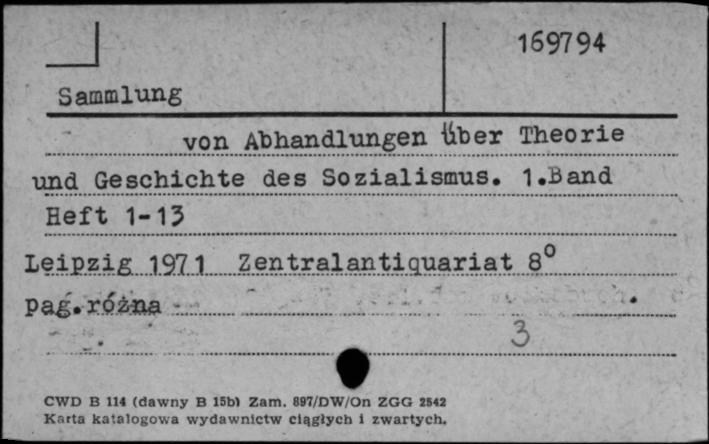 169794
Sammlung
von Abhandlungen über Theorie
und Geschichte des Sozialismus. 1.Band
Heft 1-13
Leipzig 1971 Zentralantiquariat 8°
pag.różna
3
CWD B 114 (dawny B 15b) Zam. 897/DW/On ZGG 2542
Karta katalogowa wydawnictw ciągłych i zwartych.